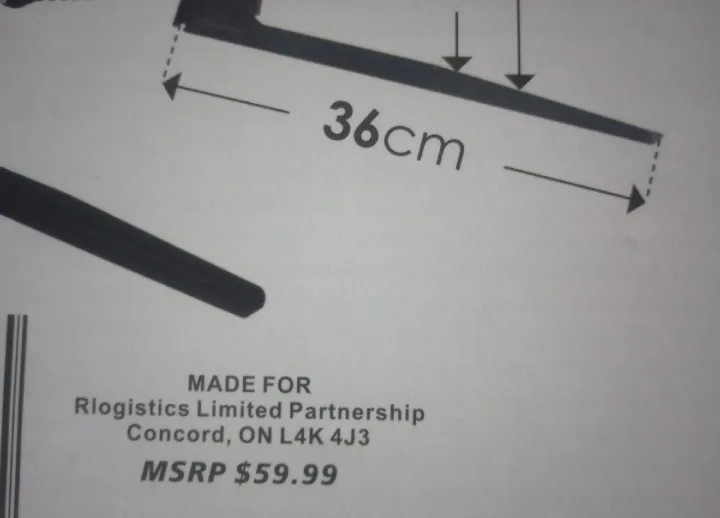 36cm
MADE FOR
Rlogistics Limited Partnership
Concord, ON L4K 4J3
MSRP $59.99